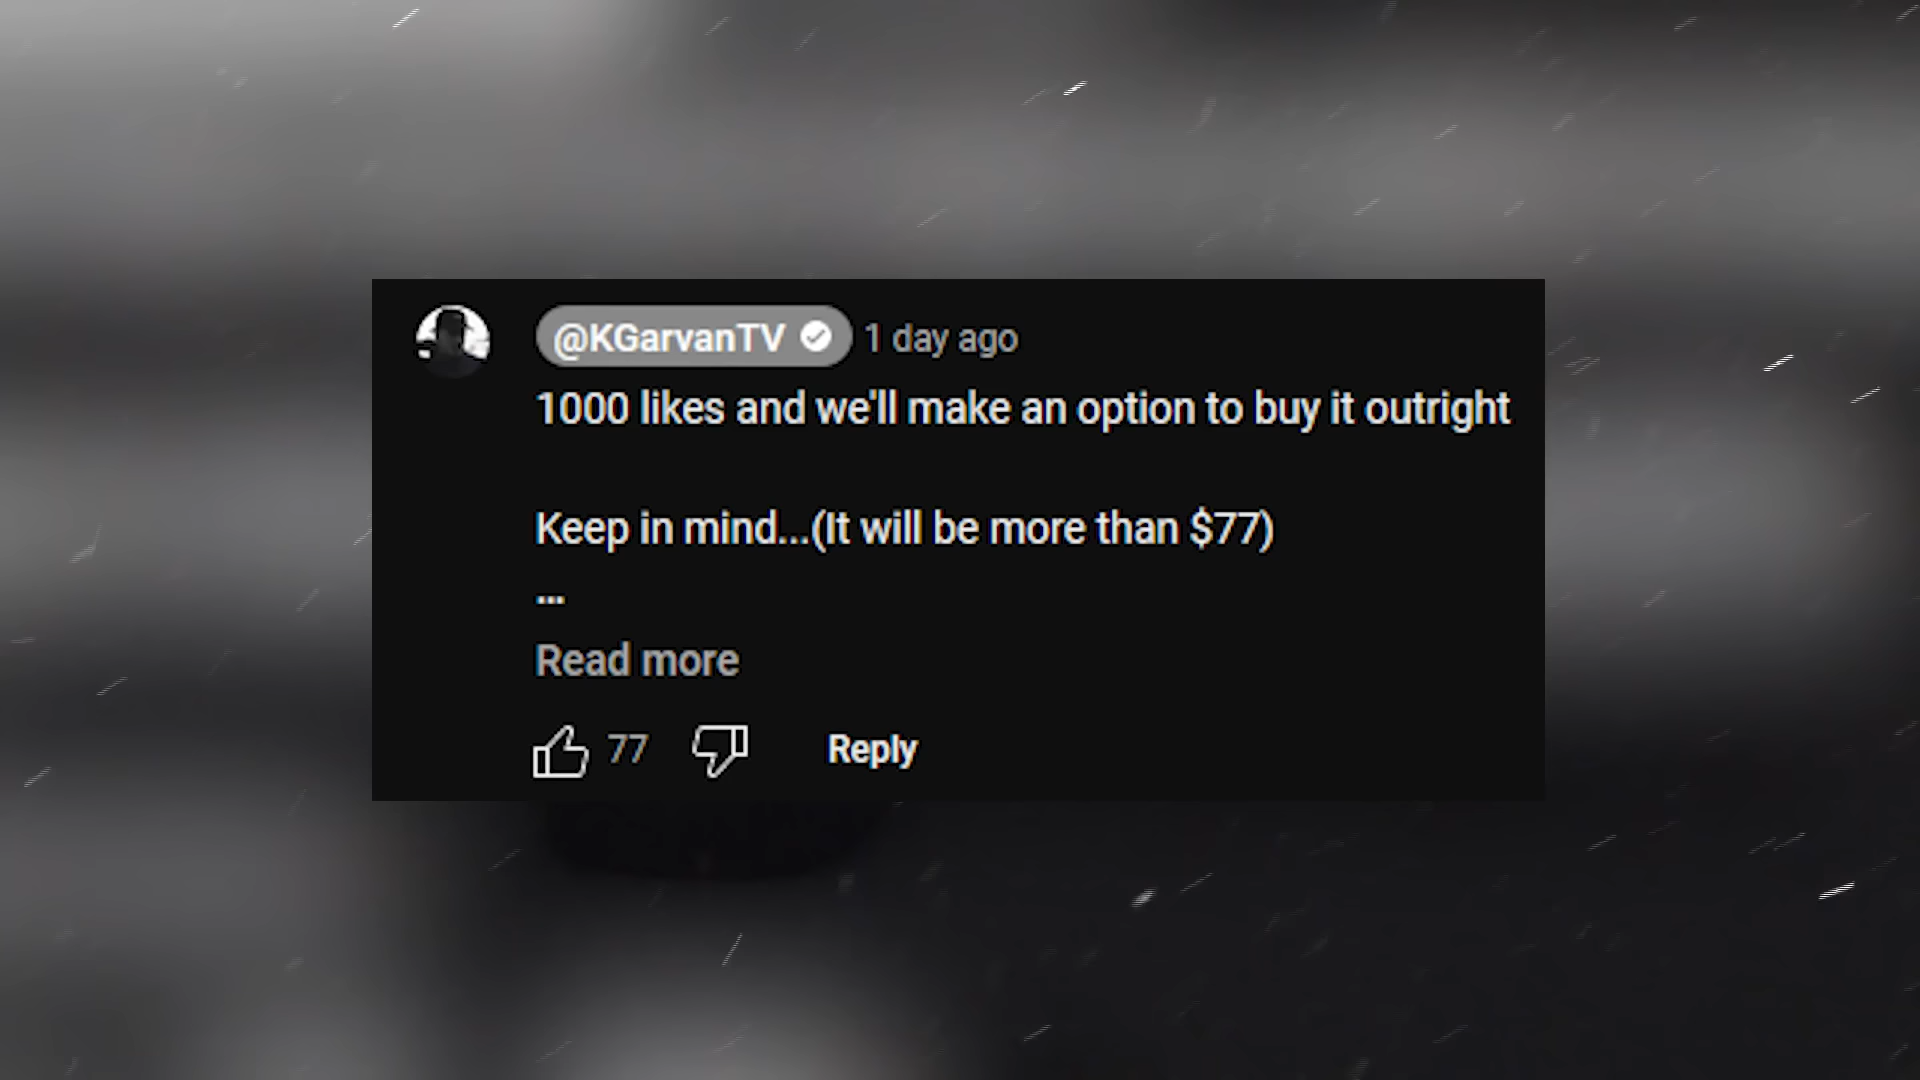 @KGarvanTV 1 day ago
1000 likes and we'll make an option to buy it outright
Keep in mind...(It will be more than $77)
...
Read more
77 Reply